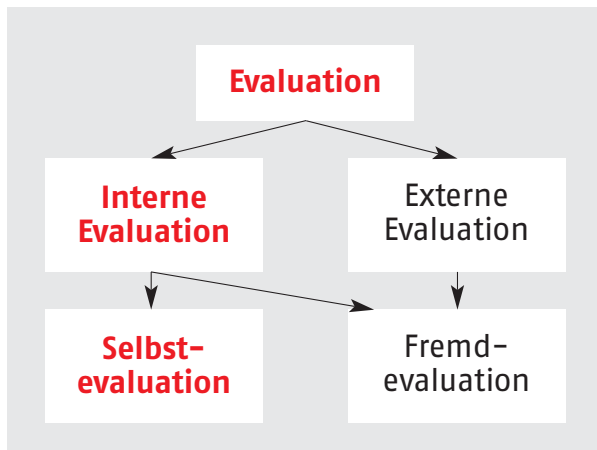 Evaluation
Interne
Evaluation
Externe
Evaluation
Selbst-
evaluation
Fremd-
evaluation